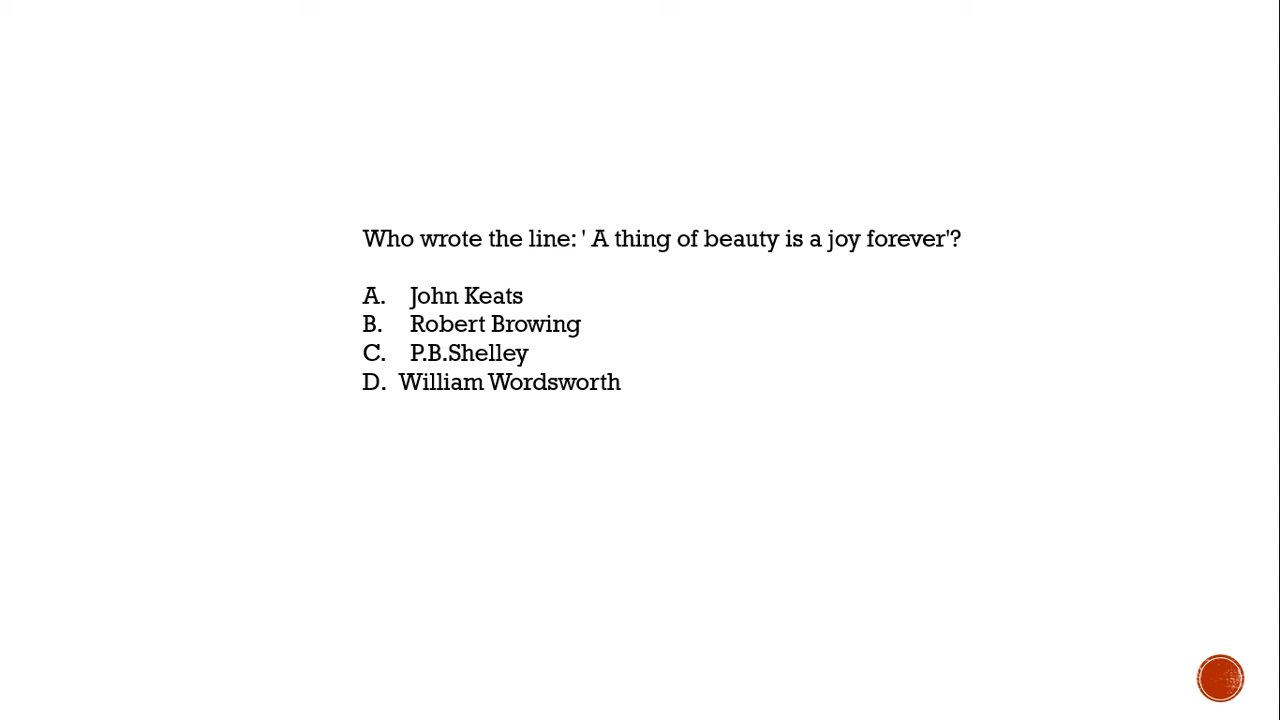 Who wrote the line: ' A thing of beauty is a joy forever'?
A. John Keats
B. Robert Browing
C. P.B.Shelley
D. William Wordsworth